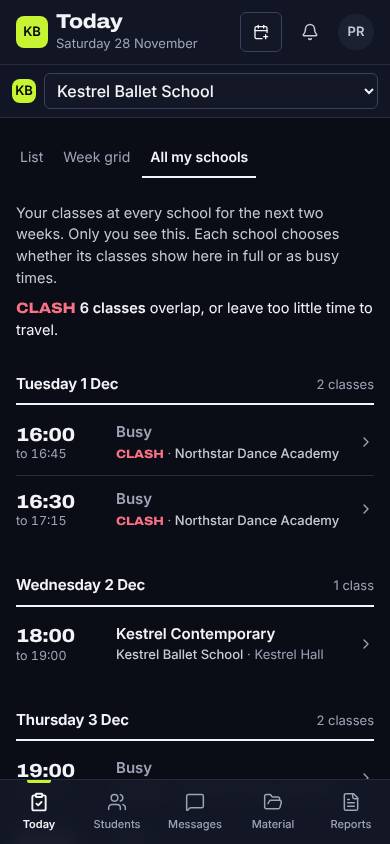 KB
Today
Saturday 28 November
PR
KB
Kestrel Ballet School
List
Week grid
All my schools
Your classes at every school for the next two
weeks. Only you see this. Each school chooses
whether its classes show here in full or as busy
times.
CLASH 6 classes overlap, or leave too little time to
travel.
Tuesday 1 Dec
2 classes
16:00
to 16:45
Busy
CLASH · Northstar Dance Academy
16:30
to 17:15
Busy
CLASH · Northstar Dance Academy
Wednesday 2 Dec
1 class
18:00
to 19:00
Kestrel Contemporary
Kestrel Ballet School · Kestrel Hall
Thursday 3 Dec
2 classes
19:00
Busy
Today
Students
Messages
Material
Reports